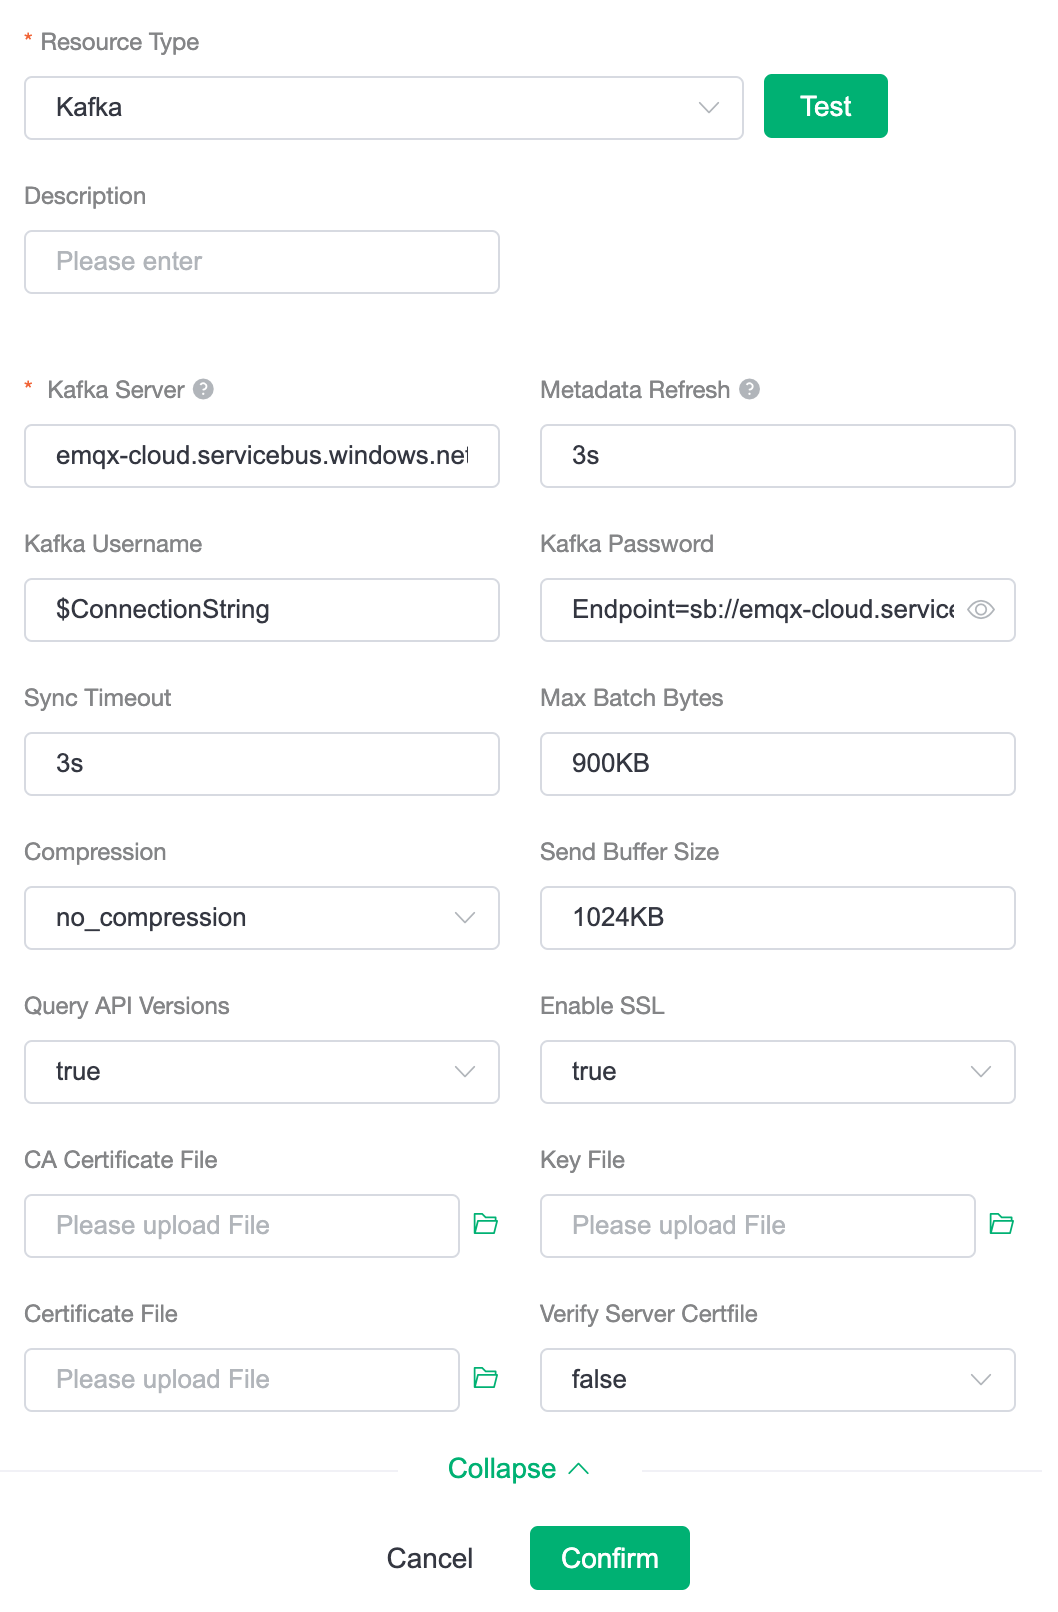 * Resource Type
Kafka
Test
Description
Please enter
* Kafka Server ?
Metadata Refresh ?
emqx-cloud.servicebus.windows.net
3s
Kafka Username
Kafka Password
$ConnectionString
Endpoint=sb://emqx-cloud.service
Sync Timeout
Max Batch Bytes
3s
900KB
Compression
Send Buffer Size
no_compression
1024KB
Query API Versions
Enable SSL
true
true
CA Certificate File
Key File
Please upload File
Please upload File
Certificate File
Verify Server Certfile
Please upload File
false
Collapse
Cancel
Confirm